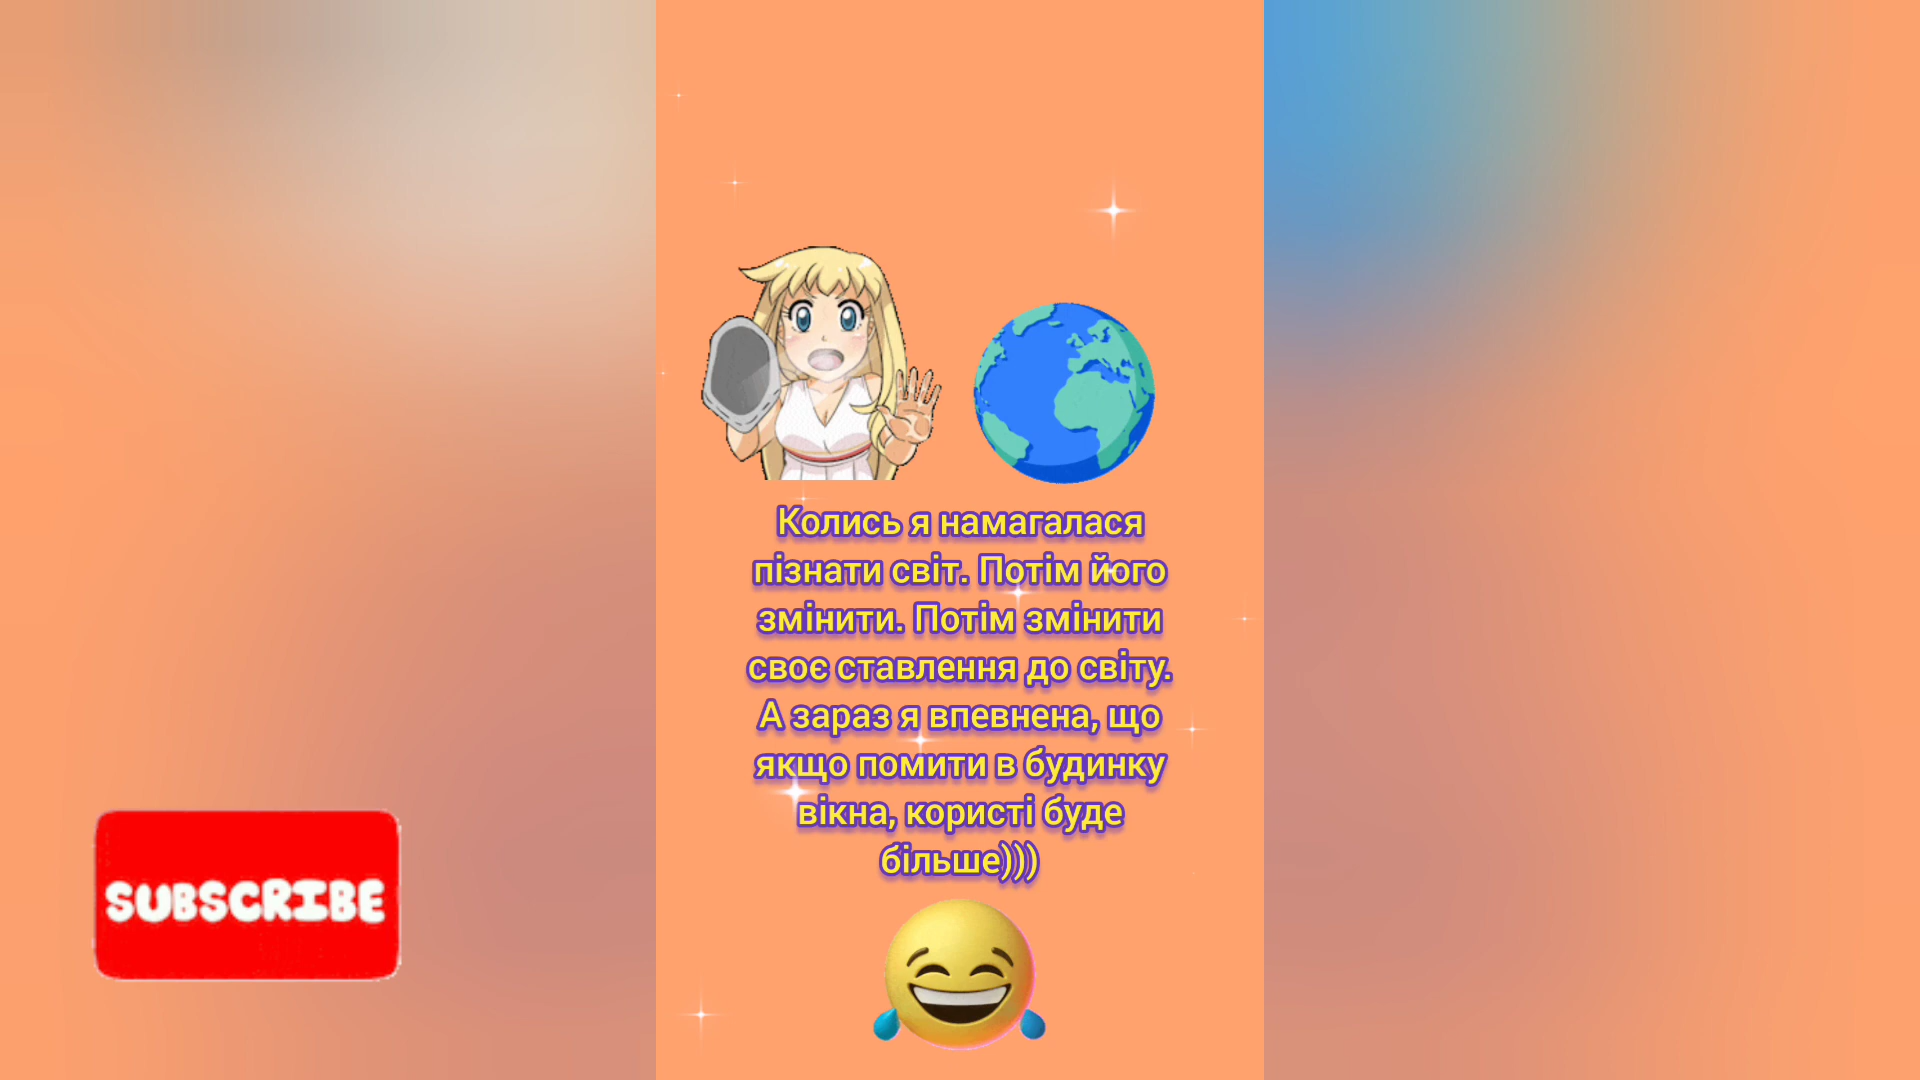 Колись я намагалася
пізнати світ. Потім його
змінити. Потім змінити
своє ставлення до світу.
А зараз я впевнена, що
якщо помити в будинку
вікна, користі буде
більше)))
SUBSCRIBE